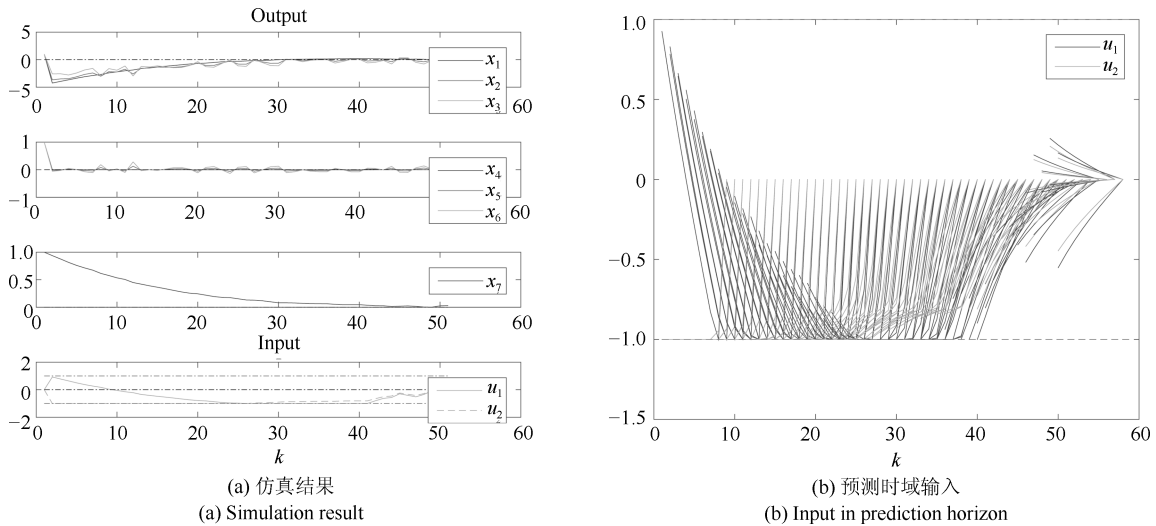 Output
5
0
−5
x1
x2
x3
0 10 20 30 40 50 60
1
0
−1
x4
x5
x6
0 10 20 30 40 50 60
1.0
0.5
0
x7
0 10 20 30 40 50 60
Input
2
0
−2
u1
u2
0 10 20 30 40 50 60
k
(a) 仿真结果
(a) Simulation result
1.0
0.5
0
−0.5
−1.0
−1.5
u1
u2
0 10 20 30 40 50 60
k
(b) 预测时域输入
(b) Input in prediction horizon